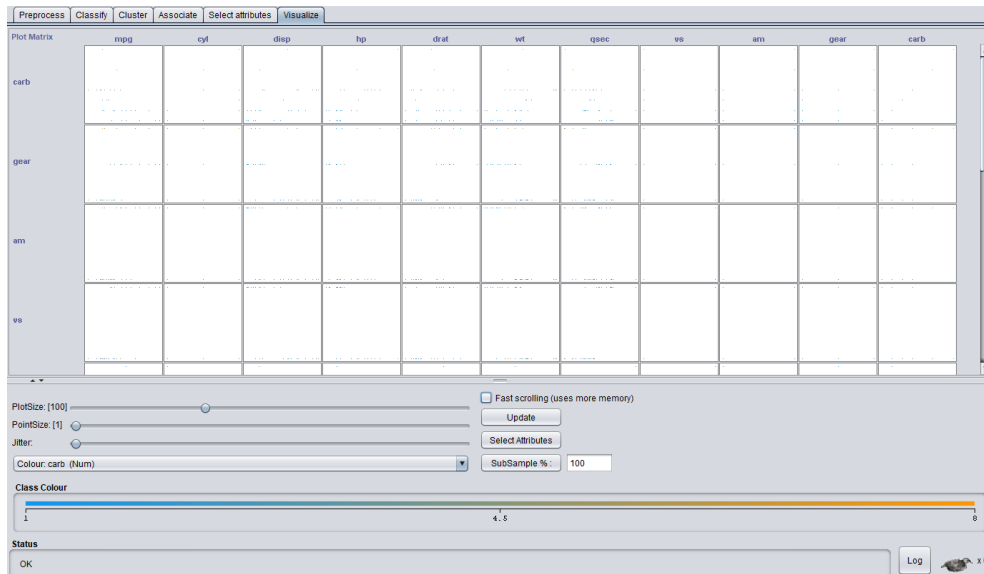 Preprocess Classify Cluster Associate Select attributes Visualize
Plot Matrix mpg cyl disp hp drat wt qsec vs am gear carb
carb
gear
am
vs
PlotSize: [100]
PointSize: [1]
Jitter:
Fast scrolling (uses more memory)
Update
Select Attributes
Colour: carb (Num)
SubSample % : 100
Class Colour
1 4.5 8
Status
OK
Log
x